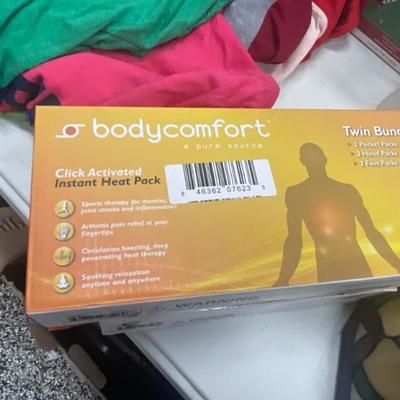 bodycomfort™
a pure source
Click Activated
Instant Heat Pack
Sports therapy for muscles,
joint strains and inflammation
Arthritis pain relief at your
fingertips
Circulation boosting, deep
penetrating heat therapy
Soothing relaxation
anytime and anywhere
8 46362 07623 5
Twin Bund
2 Pocket Packs
2 Hand Packs
2 Foot Packs
WARNING